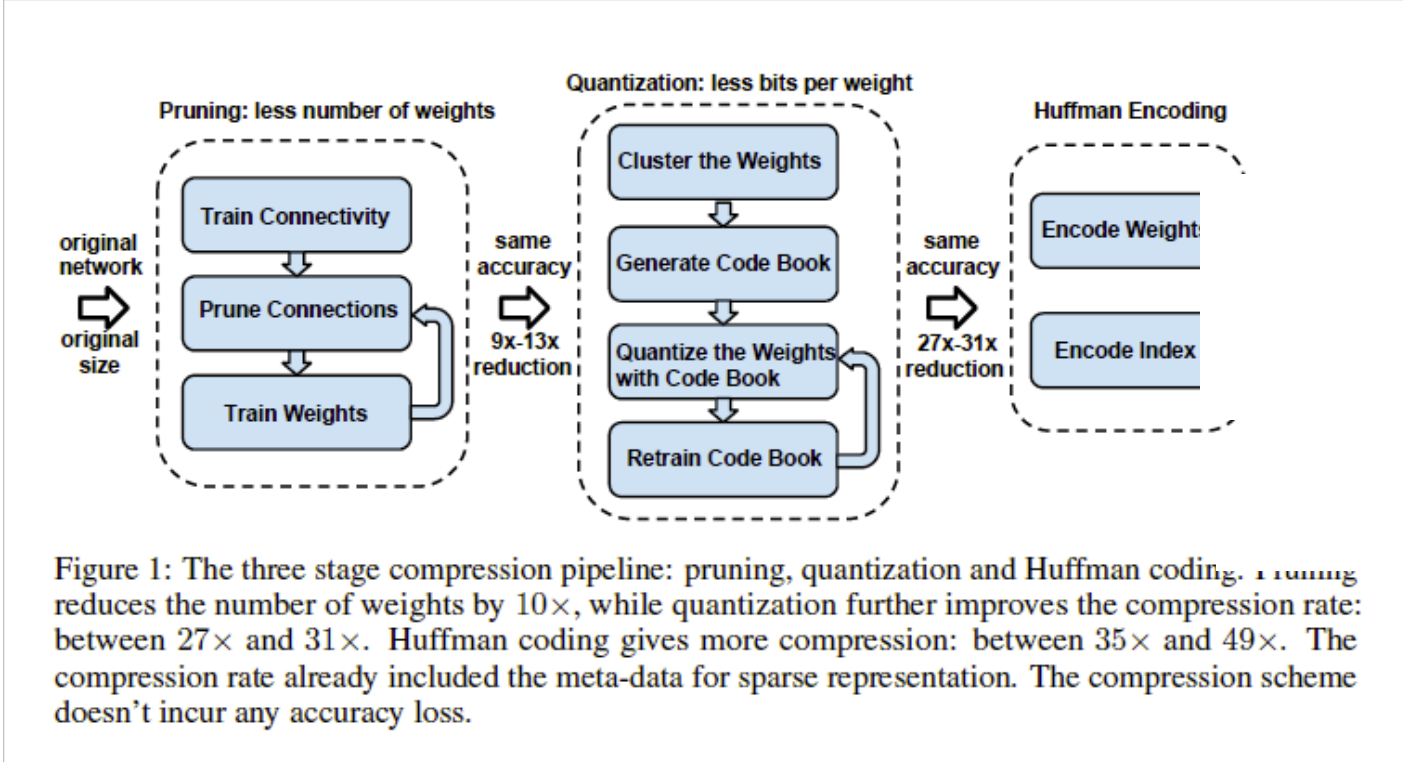 Pruning: less number of weights
Train Connectivity
Prune Connections
Train Weights
original
network
original
size
same
accuracy
9x-13x
reduction
Quantization: less bits per weight
Cluster the Weights
Generate Code Book
Quantize the Weights
with Code Book
Retrain Code Book
same
accuracy
27x-31x
reduction
Huffman Encoding
Encode Weights
Encode Index
Figure 1: The three stage compression pipeline: pruning, quantization and Huffman coding. Pruning
reduces the number of weights by 10×, while quantization further improves the compression rate:
between 27× and 31×. Huffman coding gives more compression: between 35× and 49×. The
compression rate already included the meta-data for sparse representation. The compression scheme
doesn't incur any accuracy loss.